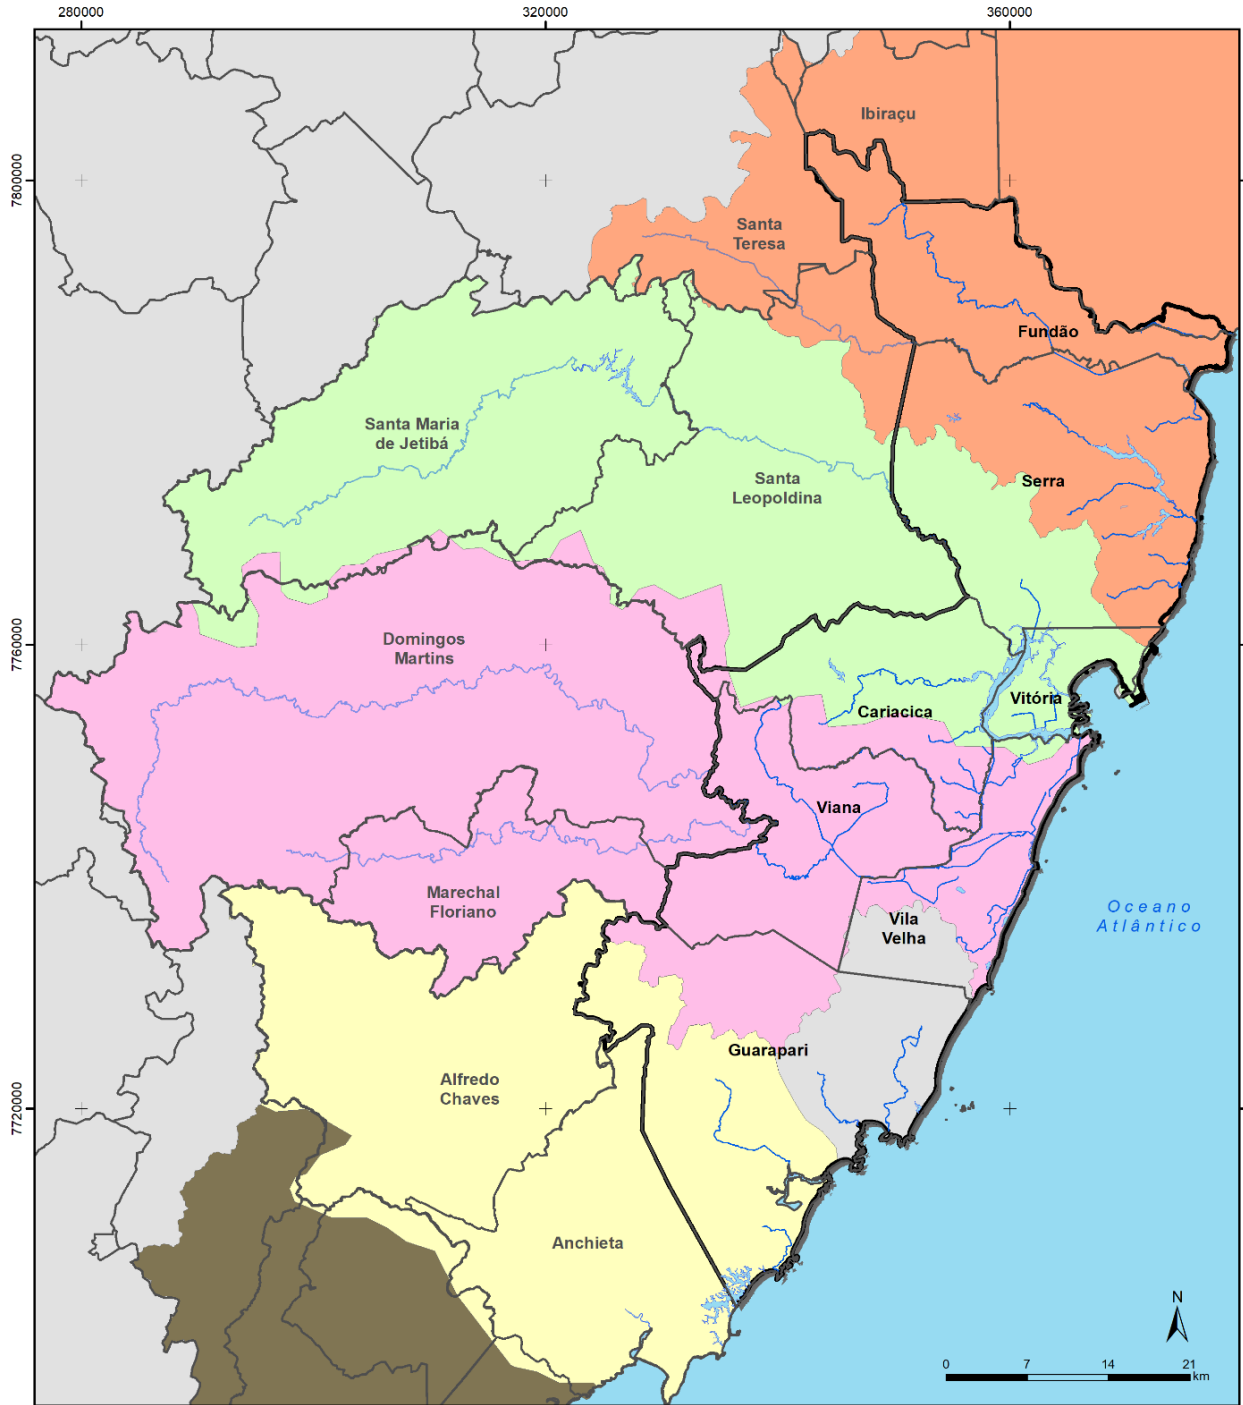 280000
320000
360000
Ibiraçu
7800000
Santa
Teresa
Fundão
Santa Maria
de Jetibá
Santa
Leopoldina
Serra
7760000
Domingos
Martins
Vitória
Cariacica
Viana
Marechal
Floriano
Vila
Velha
Oceano
Atlântico
Guarapari
7720000
Alfredo
Chaves
Anchieta
N
0 7 14 21
km